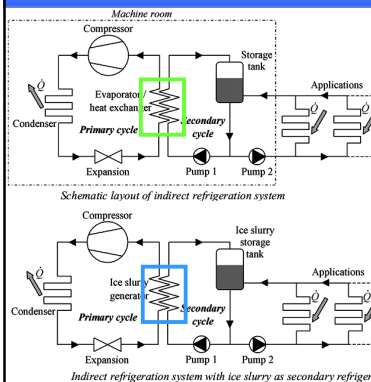 Machine room
Compressor
Storage
tank
Evaporator/
heat exchanger
Applications
Q̇
Q̇
Q̇
Condenser
Primary cycle
Secondary
cycle
Expansion
Pump 1
Pump 2
Schematic layout of indirect refrigeration system
Compressor
Ice slurry
storage
tank
Ice slurry
generator
Applications
Q̇
Q̇
Q̇
Condenser
Primary cycle
Secondary
cycle
Expansion
Pump 1
Pump 2
Indirect refrigeration system with ice slurry as secondary refriger